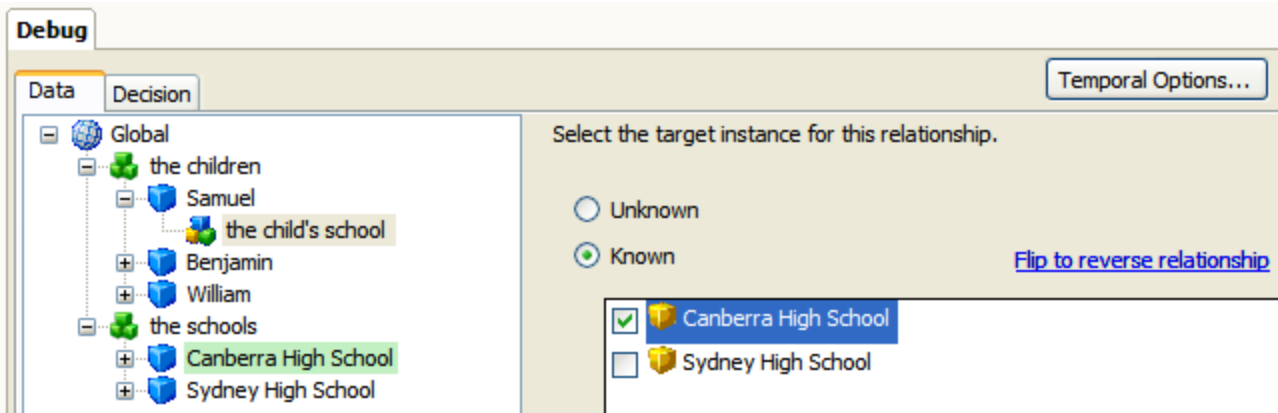 Debug
Data
Decision
Temporal Options...
Global
the children
Samuel
the child's school
Benjamin
William
the schools
Canberra High School
Sydney High School
Select the target instance for this relationship.
Unknown
Known
Flip to reverse relationship
Canberra High School
Sydney High School